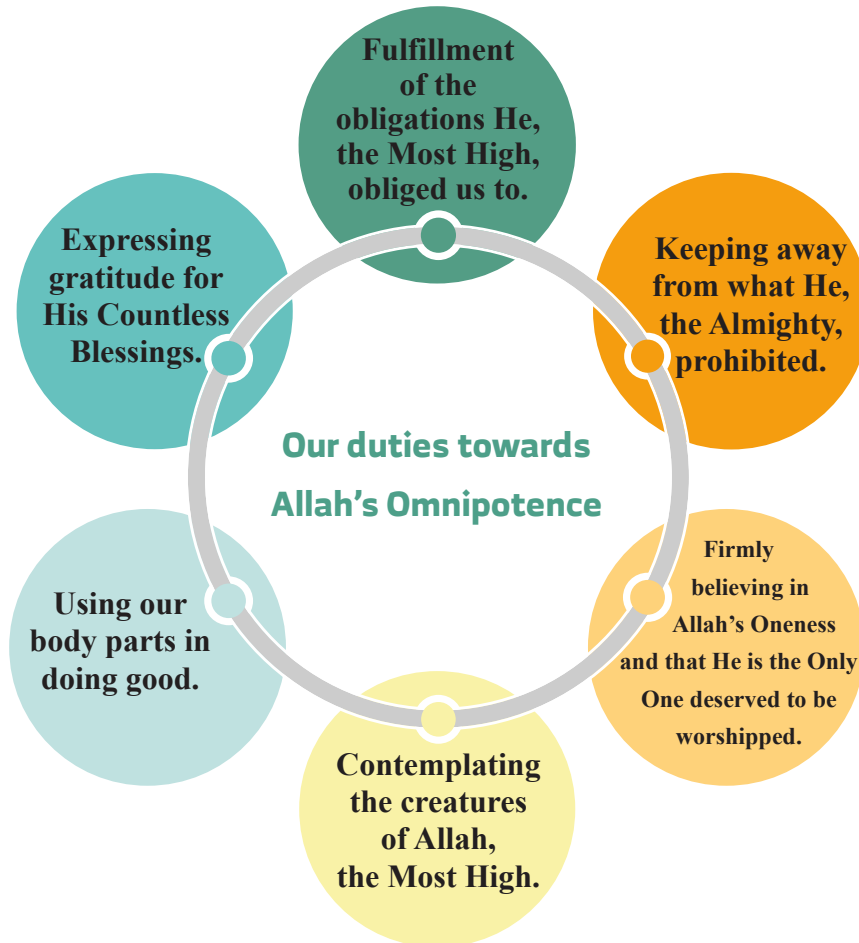 Our duties towards
Allah's Omnipotence
Fulfillment
of the
obligations He,
the Most High,
obliged us to.
Keeping away
from what He,
the Almighty,
prohibited.
Firmly
believing in
Allah's Oneness
and that He is the Only
One deserved to be
worshipped.
Contemplating
the creatures
of Allah,
the Most High.
Using our
body parts in
doing good.
Expressing
gratitude for
His Countless
Blessings.